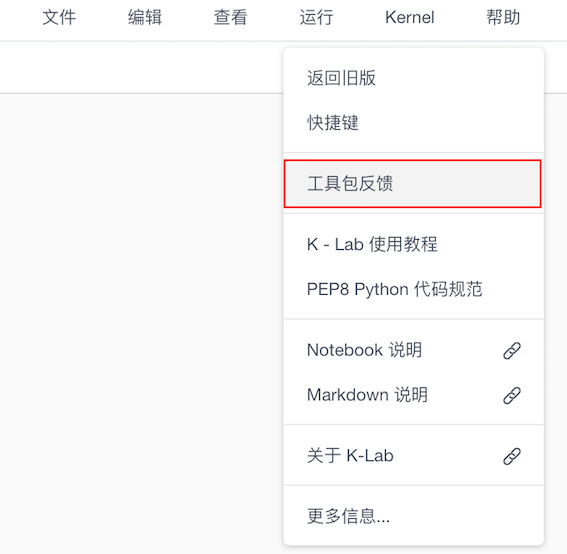 文件 编辑 查看 运行 Kernel 帮助
返回旧版
快捷键
工具包反馈
K - Lab 使用教程
PEP8 Python 代码规范
Notebook 说明
Markdown 说明
关于 K-Lab
更多信息...